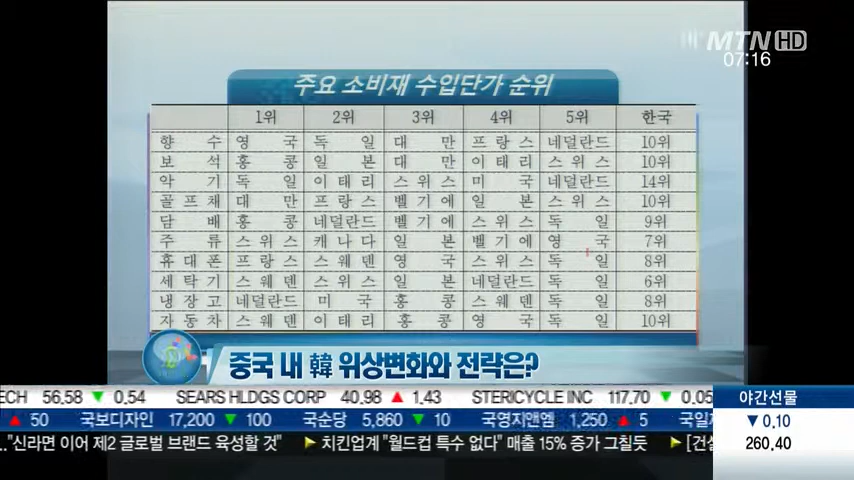 MTN HD
07:16
주요 소비재 수입단가 순위
1위 2위 3위 4위 5위 한국
향수 영국 독일 대만 프랑스 네덜란드 10위
보석 홍콩 일본 대만 이태리 스위스 10위
악기 독일 이태리 스위스 미국 네덜란드 14위
골프채 대만 프랑스 벨기에 일본 스위스 10위
담배 홍콩 네덜란드 벨기에 스위스 독일 9위
주류 스위스 캐나다 일본 벨기에 영국 7위
휴대폰 프랑스 스웨덴 영국 스위스 독일 8위
세탁기 스웨덴 스위스 일본 네덜란드 독일 6위
냉장고 네덜란드 미국 홍콩 스웨덴 독일 8위
자동차 스웨덴 이태리 홍콩 영국 독일 10위
중국 내 韓 위상변화와 전략은?
ECH 56,58 ▼ 0,54 SEARS HLDGS CORP 40,98 ▲ 1,43 STERICYCLE INC 117,70 ▼ 0,05
▲ 50 국보디자인 17,200 ▼ 100 국순당 5,860 ▼ 10 국영지앤엠 1,250 ▲ 5 국일
.."신라면 이어 제2 글로벌 브랜드 육성할 것" ▶ 치킨업계 "월드컵 특수 없다" 매출 15% 증가 그칠듯 ▶ [건설
야간선물
▼ 0.10
260.40